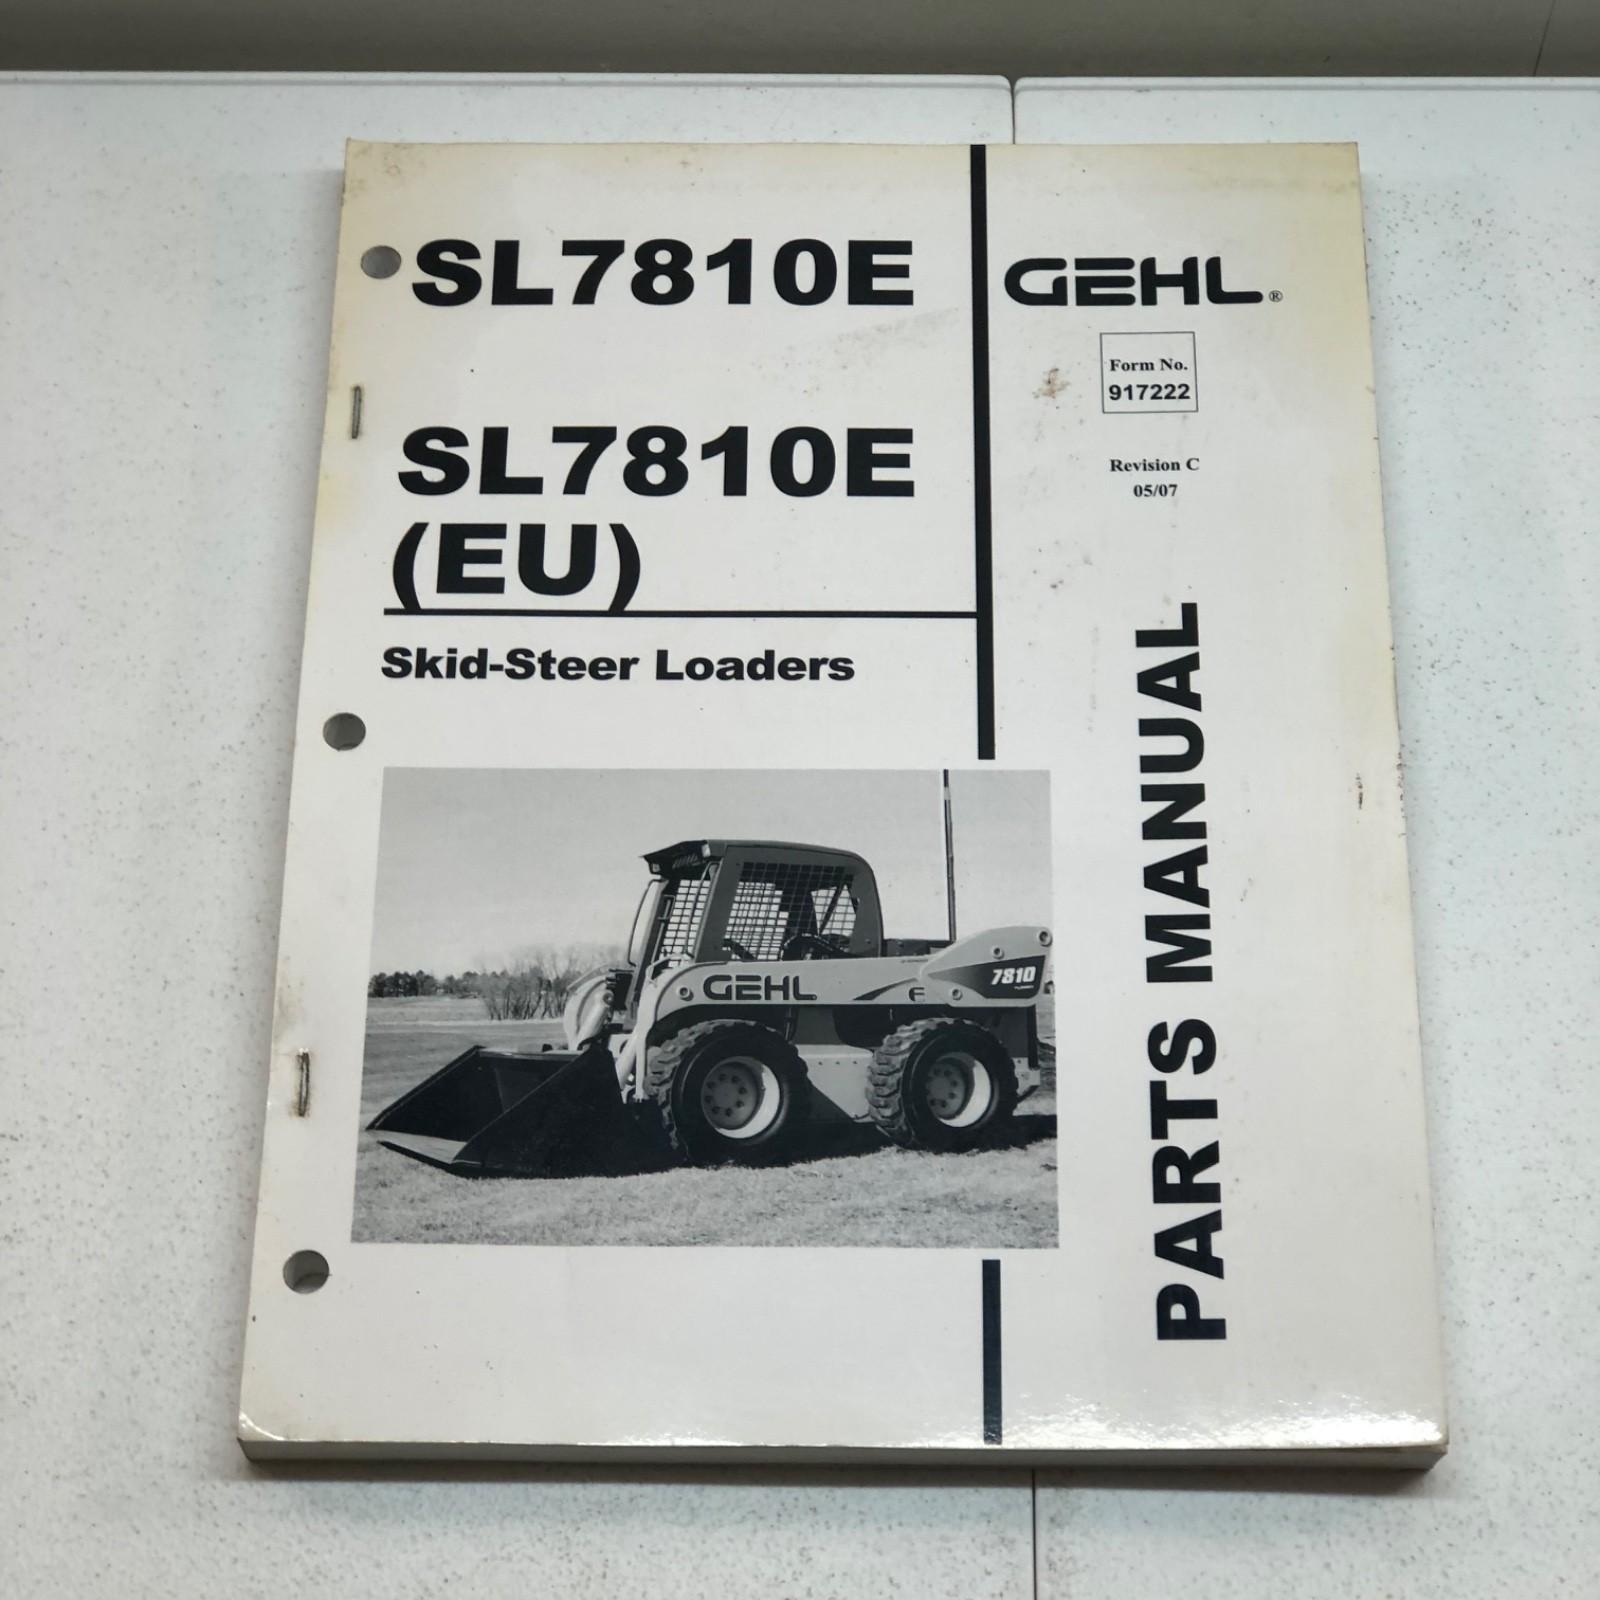 SL7810E
SL7810E
(EU)
Skid-Steer Loaders
GEHL®
Form No.
917222
Revision C
05/07
PARTS MANUAL
GEHL
7810